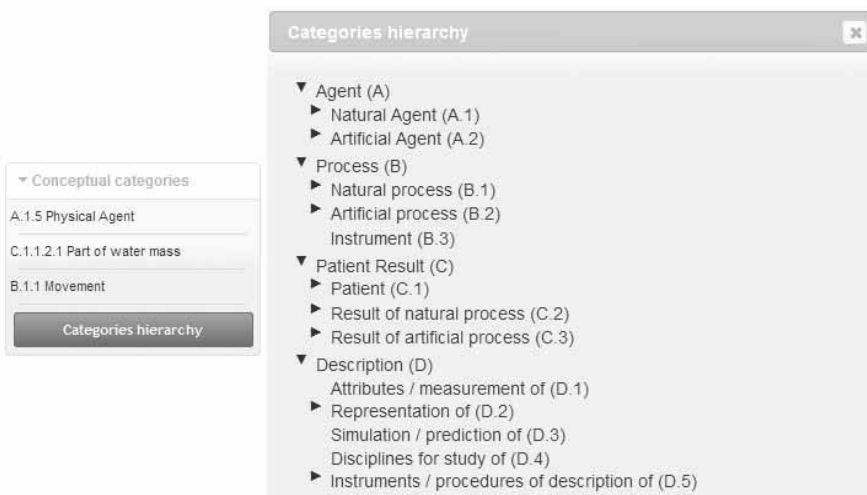 Conceptual categories
A.1.5 Physical Agent
C.1.1.2.1 Part of water mass
B.1.1 Movement
Categories hierarchy
Categories hierarchy
Agent (A)
Natural Agent (A.1)
Artificial Agent (A.2)
Process (B)
Natural process (B.1)
Artificial process (B.2)
Instrument (B.3)
Patient Result (C)
Patient (C.1)
Result of natural process (C.2)
Result of artificial process (C.3)
Description (D)
Attributes / measurement of (D.1)
Representation of (D.2)
Simulation / prediction of (D.3)
Disciplines for study of (D.4)
Instruments / procedures of description of (D.5)